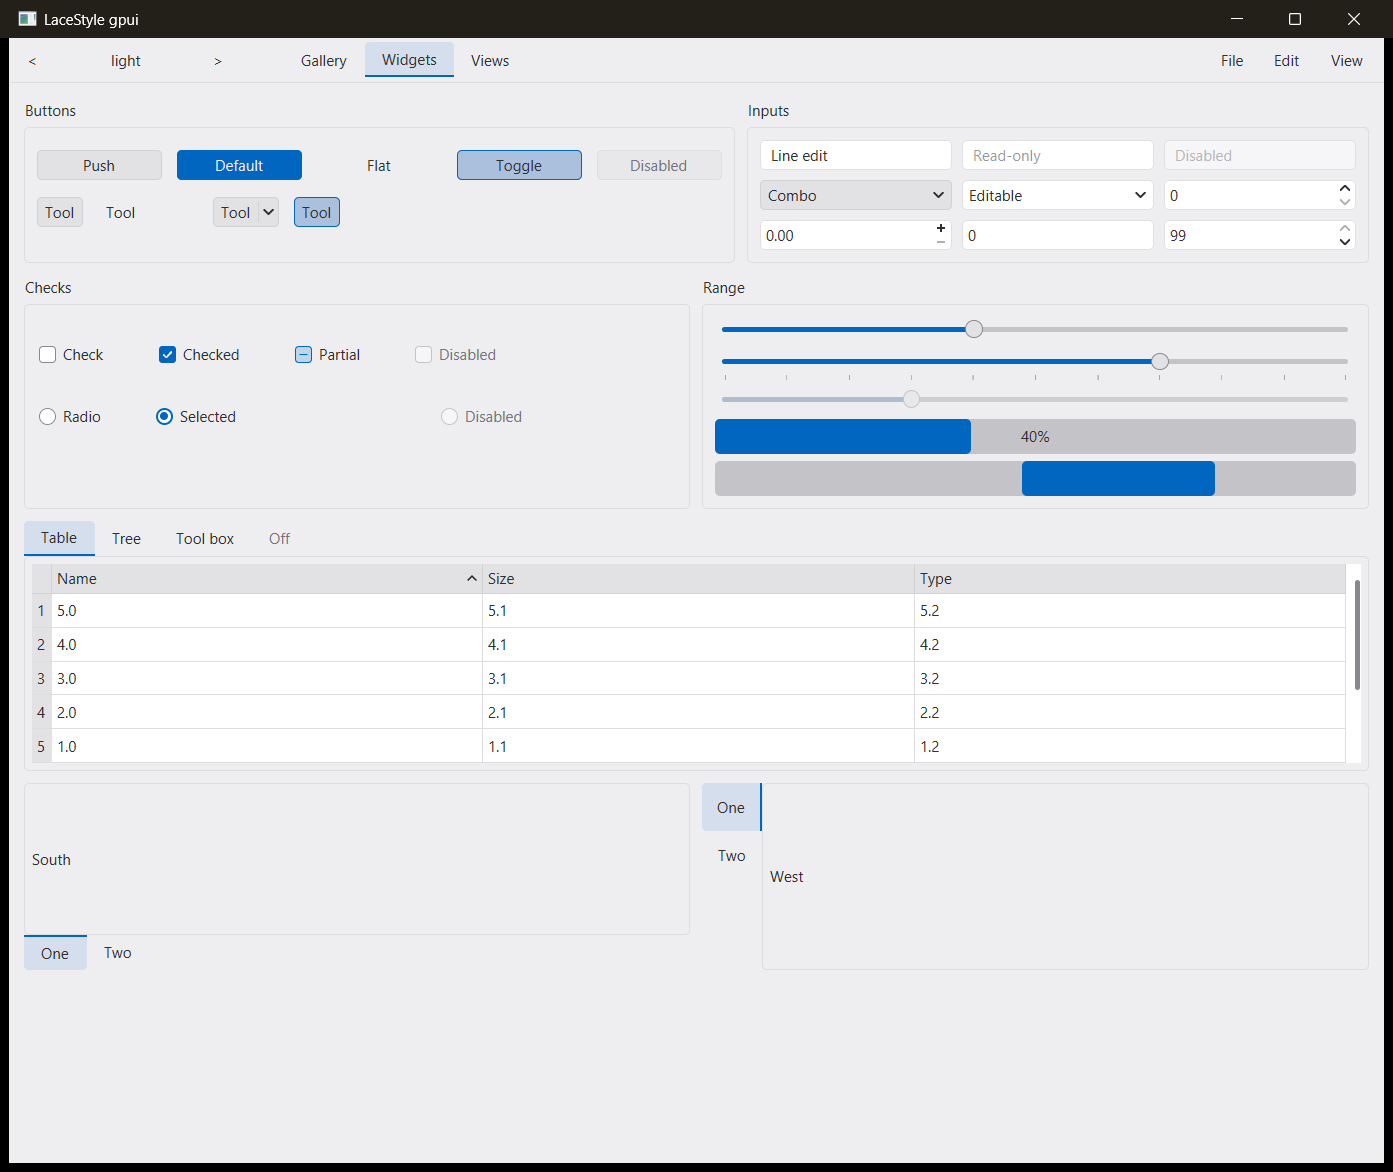 LaceStyle gpui
< light > Gallery Widgets Views File Edit View
Buttons
Push Default Flat Toggle Disabled
Tool Tool Tool Tool
Inputs
Line edit Read-only Disabled
Combo Editable 0
0.00 0 99
Checks
Check Checked Partial Disabled
Radio Selected Disabled
Range
40%
Table Tree Tool box Off
Name Size Type
1 5.0 5.1 5.2
2 4.0 4.1 4.2
3 3.0 3.1 3.2
4 2.0 2.1 2.2
5 1.0 1.1 1.2
South
One Two
One
Two
West